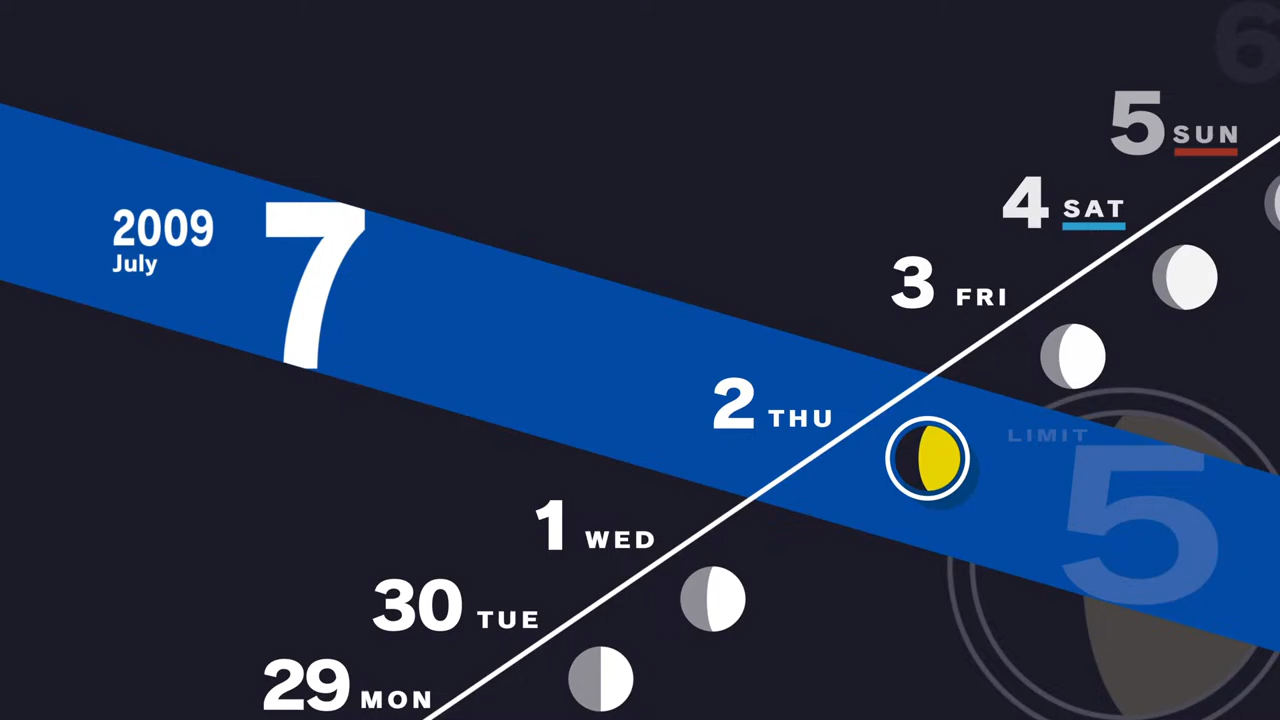 6
5 SUN
4 SAT
3 FRI
2009
July
7
2 THU
LIMIT
5
1 WED
30 TUE
29 MON